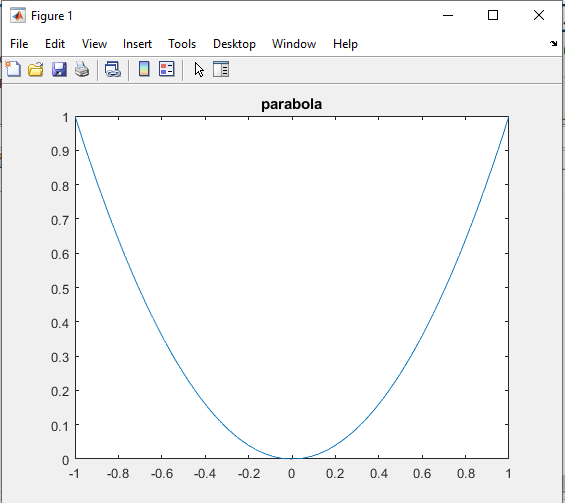 Figure 1
File Edit View Insert Tools Desktop Window Help
parabola
1
0.9
0.8
0.7
0.6
0.5
0.4
0.3
0.2
0.1
0
-1 -0.8 -0.6 -0.4 -0.2 0 0.2 0.4 0.6 0.8 1